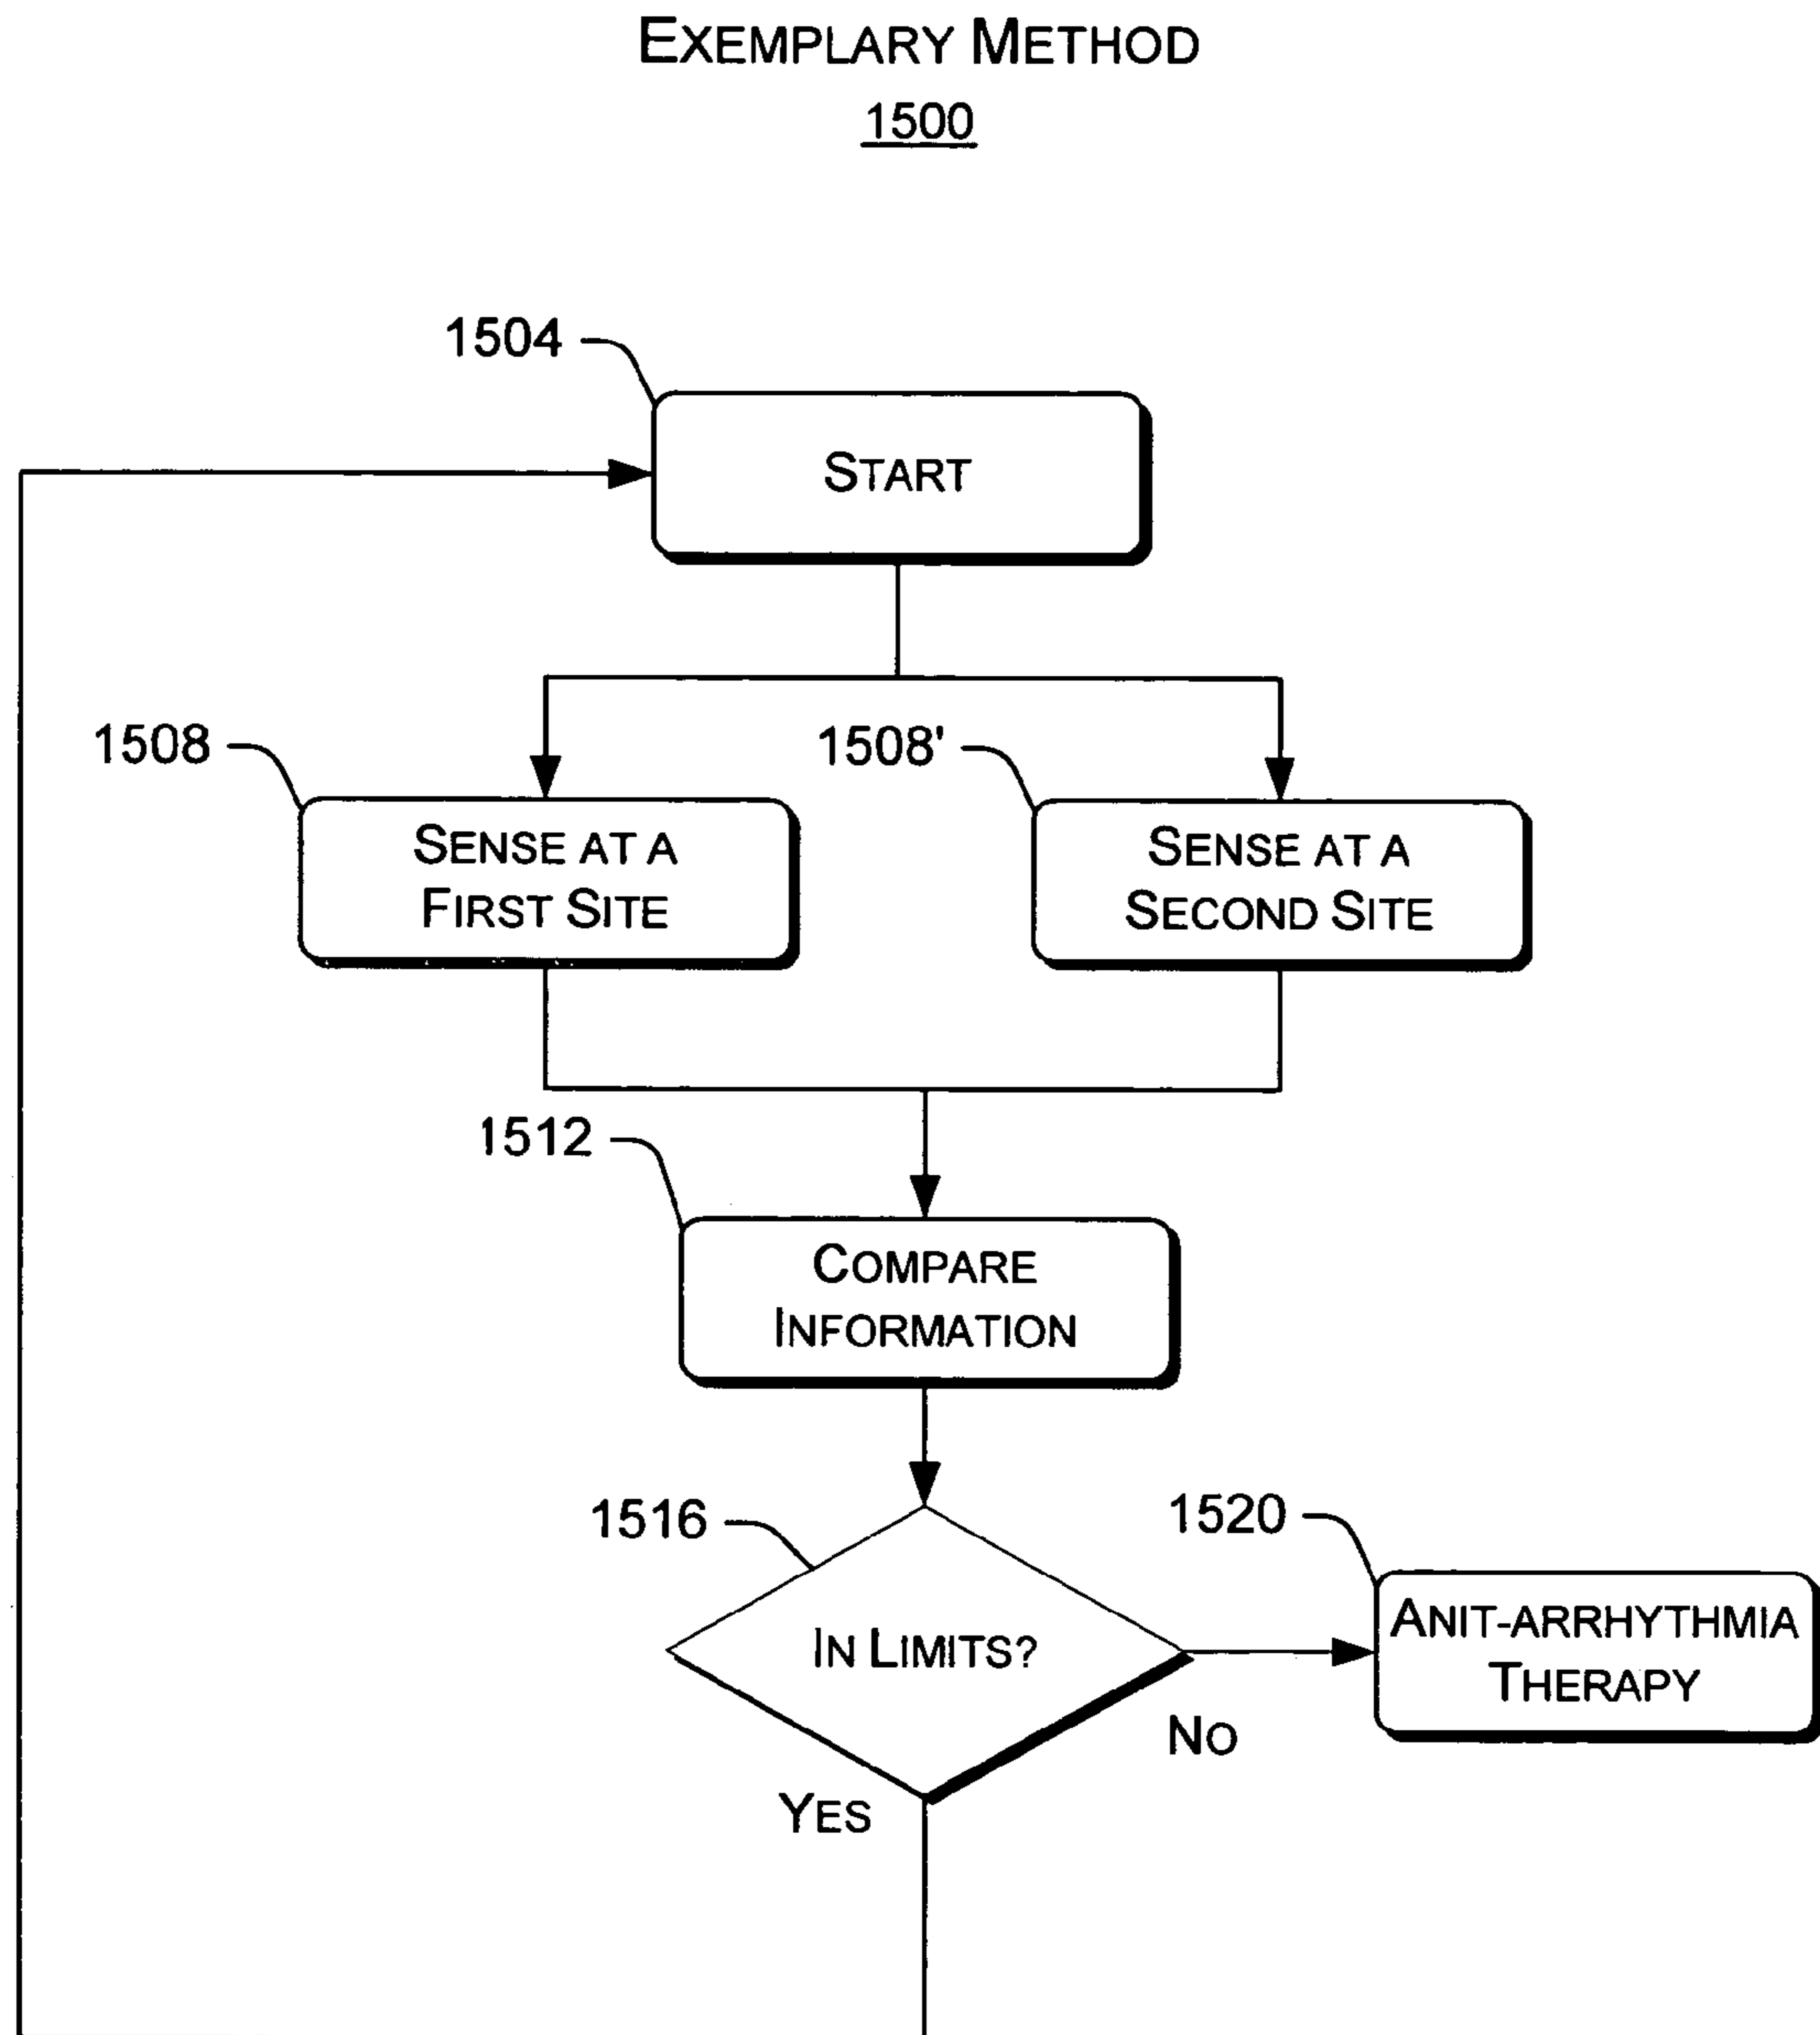 EXEMPLARY METHOD
1500
1504
START
1508
1508'
SENSE AT A
FIRST SITE
SENSE AT A
SECOND SITE
1512
COMPARE
INFORMATION
1516
1520
IN LIMITS?
ANIT-ARRHYTHMIA
THERAPY
NO
YES